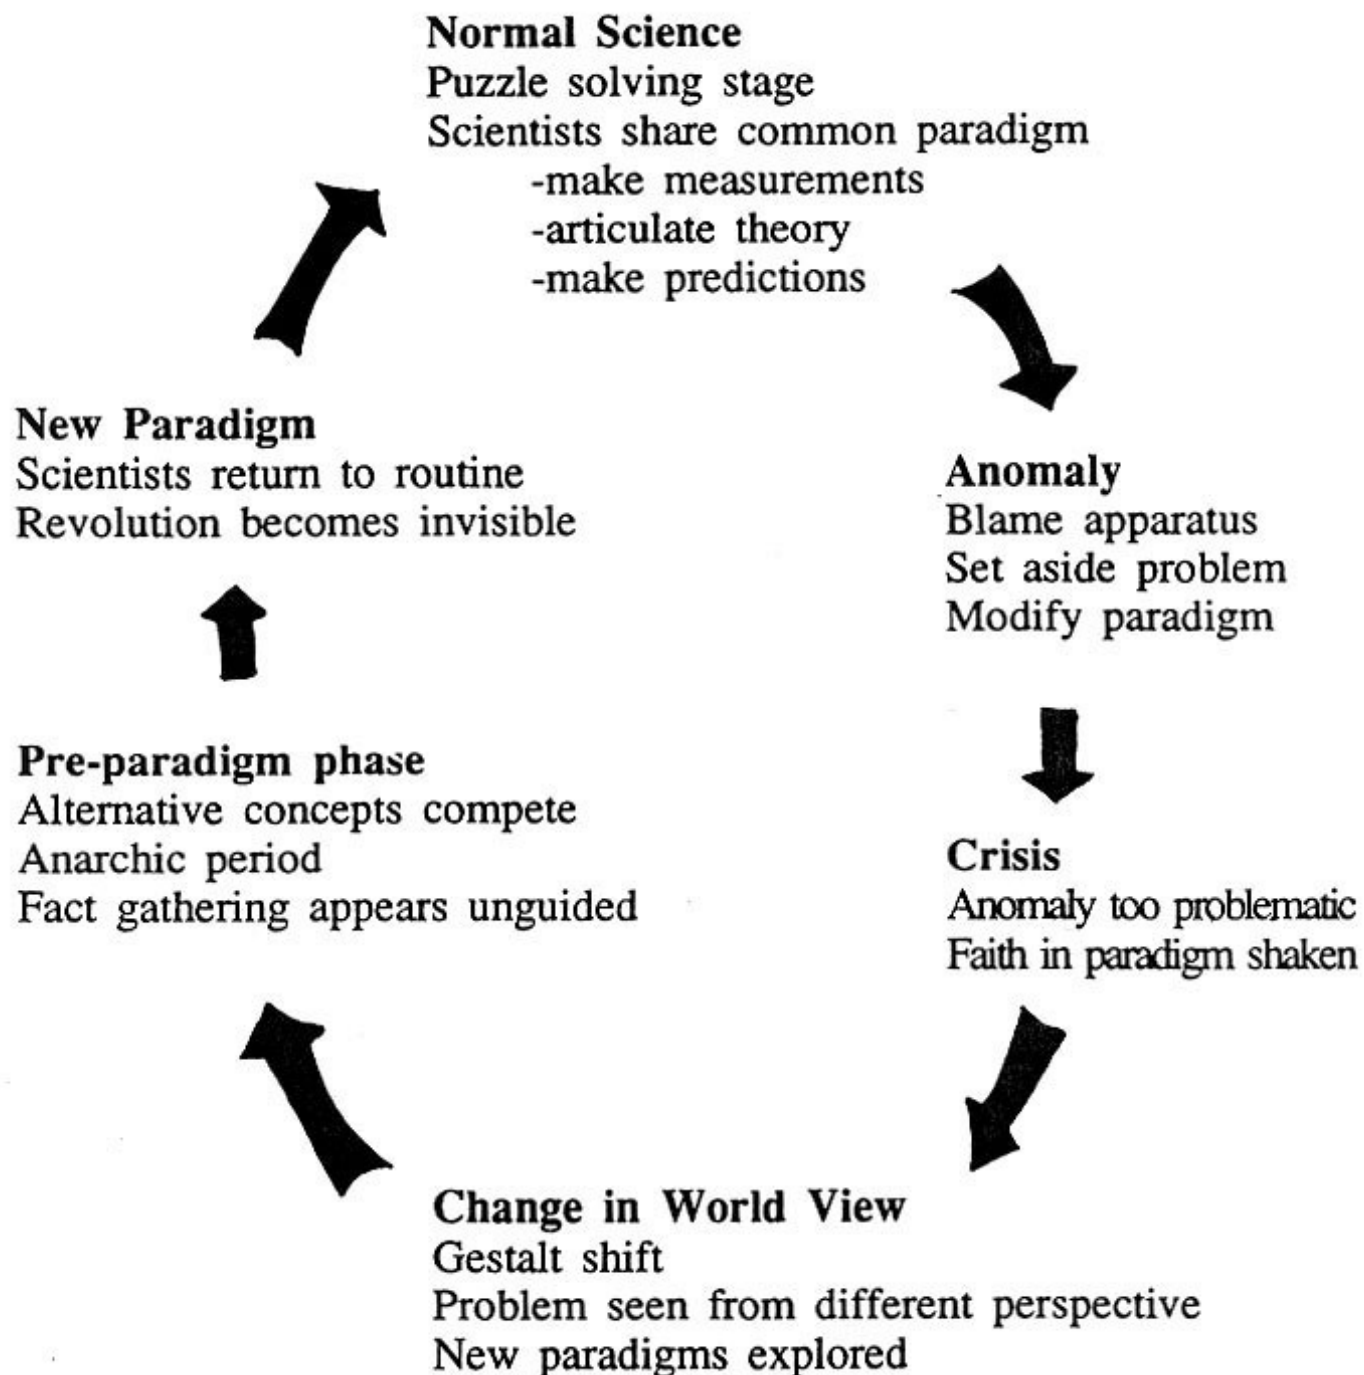 Normal Science
Puzzle solving stage
Scientists share common paradigm
-make measurements
-articulate theory
-make predictions
Anomaly
Blame apparatus
Set aside problem
Modify paradigm
Crisis
Anomaly too problematic
Faith in paradigm shaken
Change in World View
Gestalt shift
Problem seen from different perspective
New paradigms explored
Pre-paradigm phase
Alternative concepts compete
Anarchic period
Fact gathering appears unguided
New Paradigm
Scientists return to routine
Revolution becomes invisible